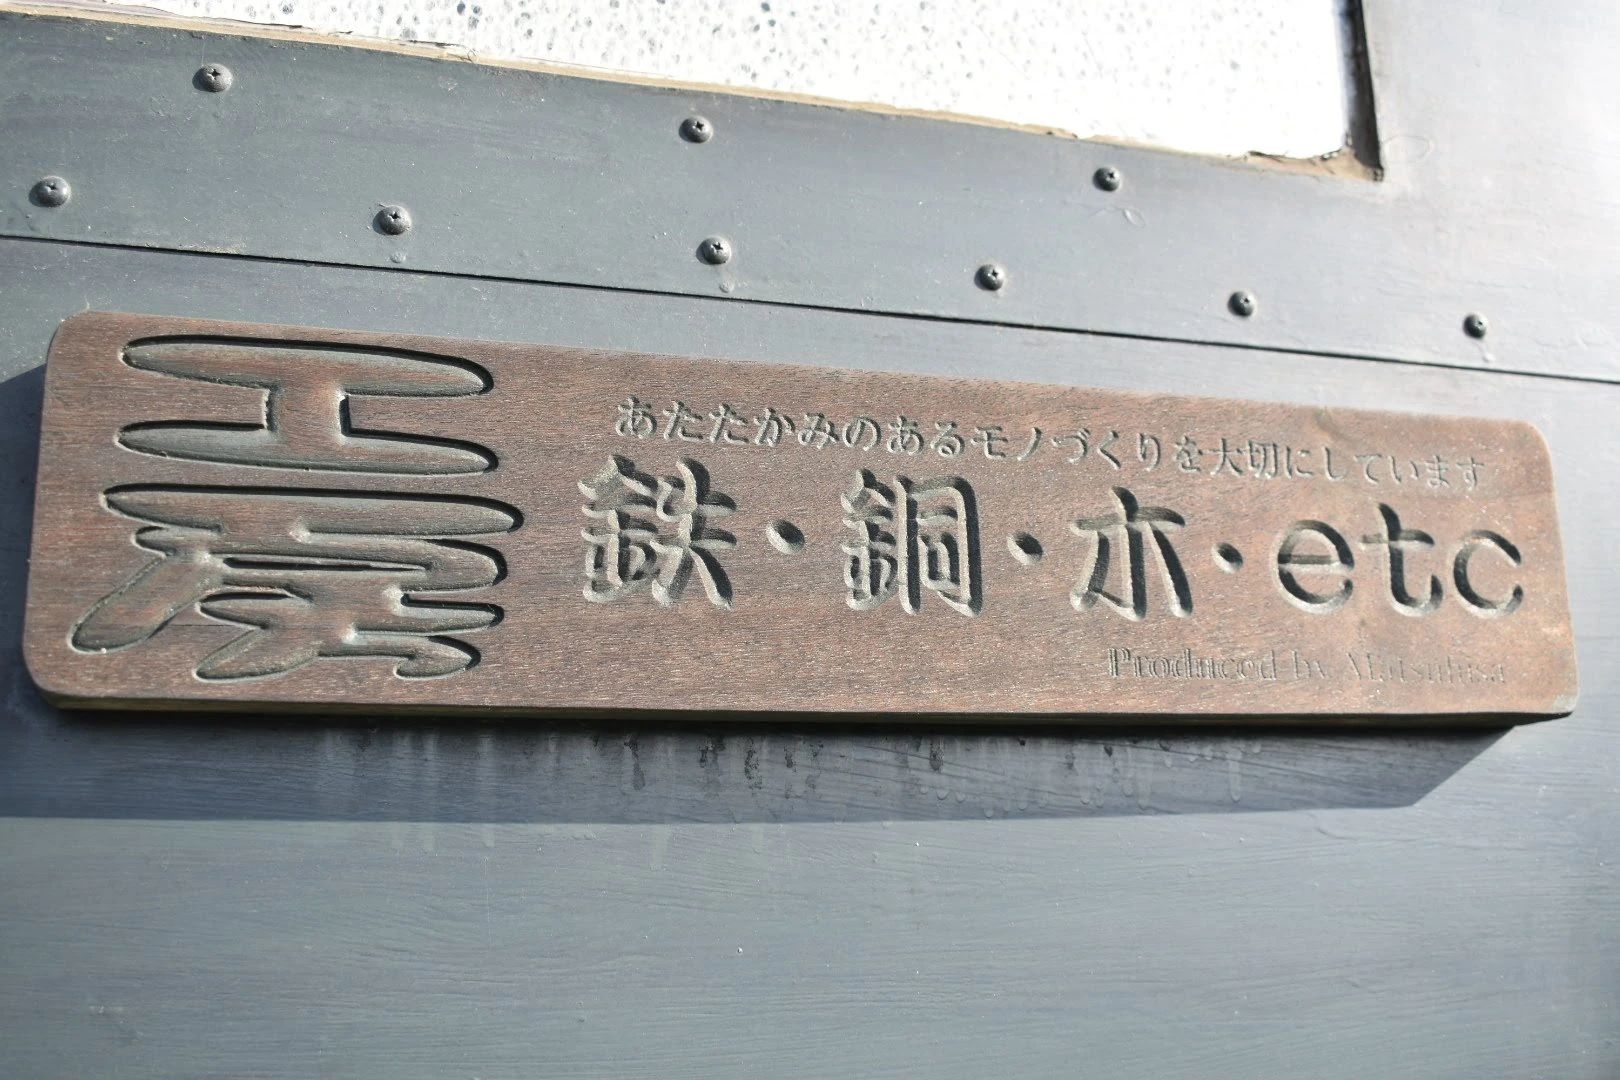 工房
あたたかみのあるモノづくりを大切にしています
鉄・銅・木・etc
Produced by Mitsufusa